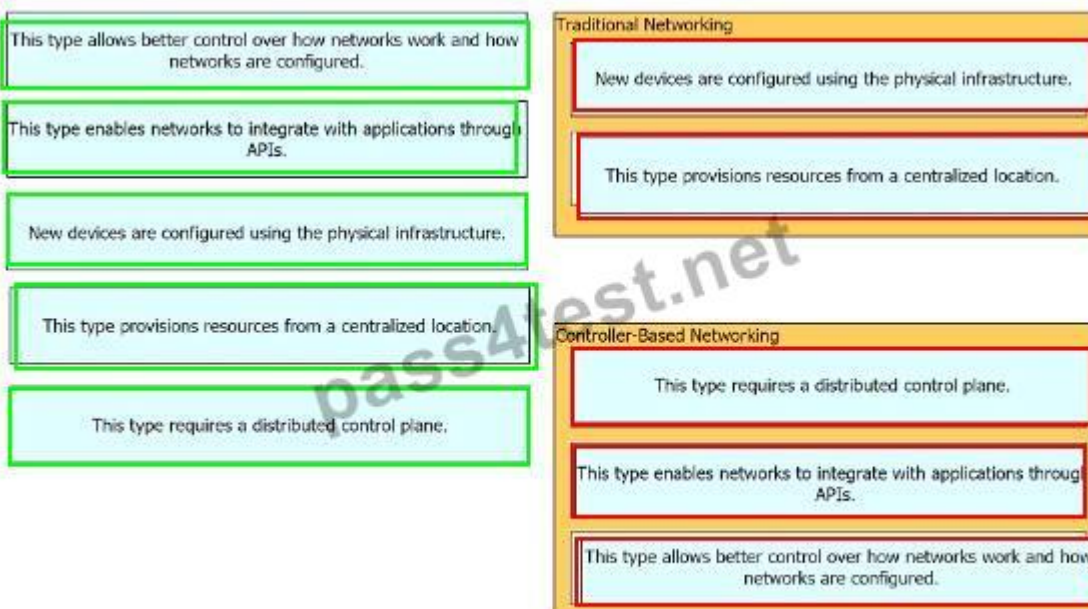 This type allows better control over how networks work and how
networks are configured.
This type enables networks to integrate with applications through
APIs.
New devices are configured using the physical infrastructure.
This type provisions resources from a centralized location.
This type requires a distributed control plane.
Traditional Networking
New devices are configured using the physical infrastructure.
This type provisions resources from a centralized location.
Controller-Based Networking
This type requires a distributed control plane.
This type enables networks to integrate with applications throug
APIs.
This type allows better control over how networks work and how
networks are configured.
pass4test.net